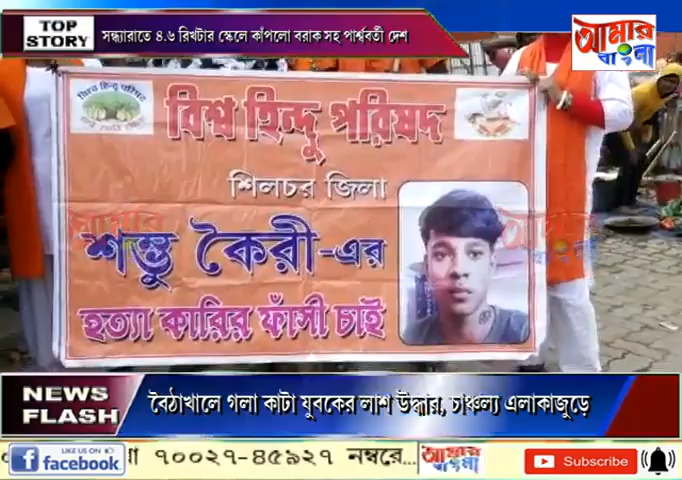 TOP STORY
সন্ধ্যারাতে ৪.৬ রিখটার স্কেলে কাঁপলো বরাক সহ পার্শ্ববর্তী দেশ
আমার বাংলা
বিশ্ব হিন্দু পরিষদ
শিলচর জিলা
শম্ভু কৈরী-এর
হত্যা কারির ফাঁসী চাই
NEWS FLASH
বৈঠাখালে গলা কাটা যুবকের লাশ উদ্ধার, চাঞ্চল্য এলাকাজুড়ে
LIKE US ON
facebook
৭০০২৭-৪৫৯২৭ নম্বরে...
আমার বাংলা
Subscribe